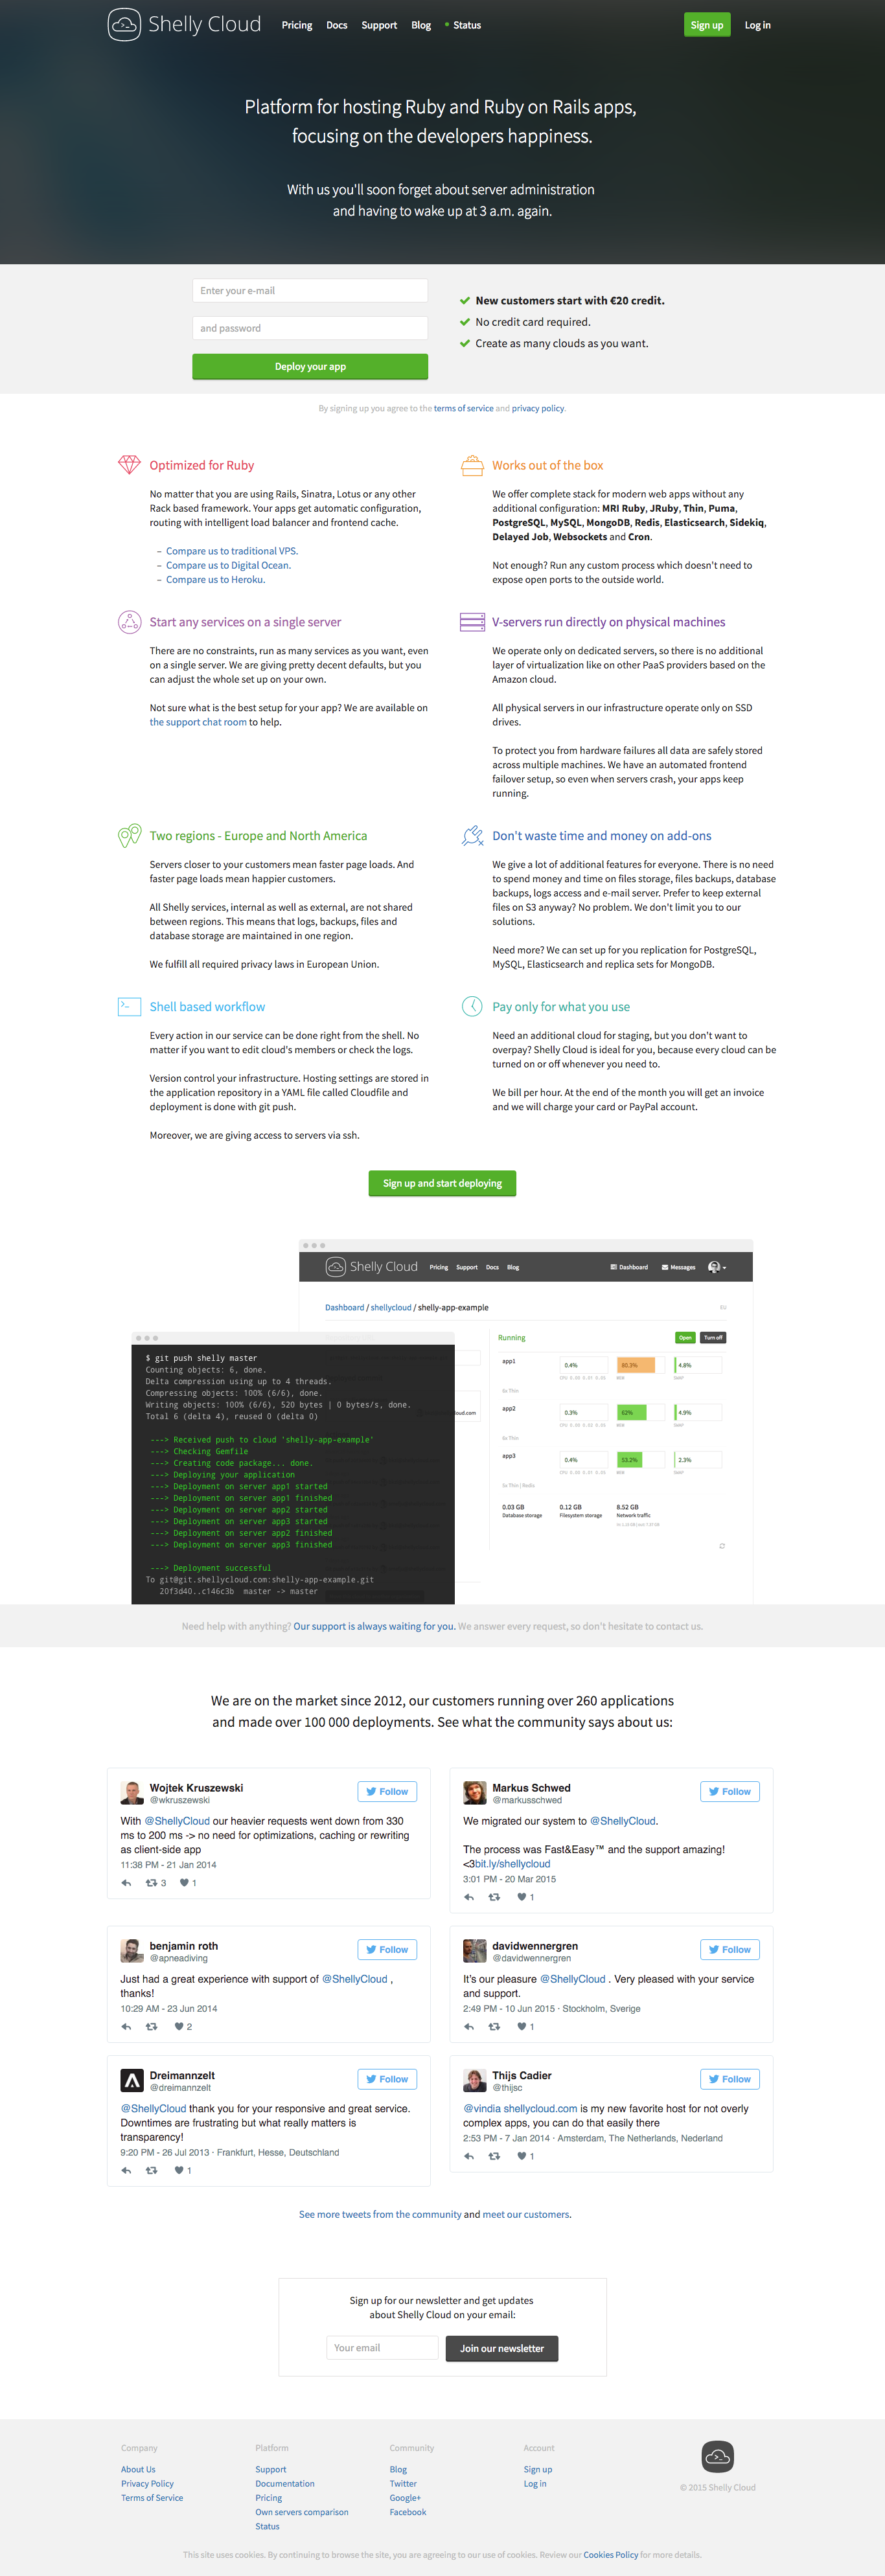 Shelly Cloud
Pricing Docs Support Blog Status
Sign up Log in
Platform for hosting Ruby and Ruby on Rails apps,
focusing on the developers happiness.
With us you'll soon forget about server administration
and having to wake up at 3 a.m. again.
Enter your e-mail
and password
Deploy your app
New customers start with €20 credit.
No credit card required.
Create as many clouds as you want.
By signing up you agree to the terms of service and privacy policy.
Optimized for Ruby
No matter that you are using Rails, Sinatra, Lotus or any other
Rack based framework. Your apps get automatic configuration,
routing with intelligent load balancer and frontend cache.
– Compare us to traditional VPS.
– Compare us to Digital Ocean.
– Compare us to Heroku.
Works out of the box
We offer complete stack for modern web apps without any
additional configuration: MRI Ruby, JRuby, Thin, Puma,
PostgreSQL, MySQL, MongoDB, Redis, Elasticsearch, Sidekiq,
Delayed Job, Websockets and Cron.
Not enough? Run any custom process which doesn't need to
expose open ports to the outside world.
Start any services on a single server
There are no constraints, run as many services as you want, even
on a single server. We are giving pretty decent defaults, but you
can adjust the whole set up on your own.
Not sure what is the best setup for your app? We are available on
the support chat room to help.
V-servers run directly on physical machines
We operate only on dedicated servers, so there is no additional
layer of virtualization like on other PaaS providers based on the
Amazon cloud.
All physical servers in our infrastructure operate only on SSD
drives.
To protect you from hardware failures all data are safely stored
across multiple machines. We have an automated frontend
failover setup, so even when servers crash, your apps keep
running.
Two regions - Europe and North America
Servers closer to your customers mean faster page loads. And
faster page loads mean happier customers.
All Shelly services, internal as well as external, are not shared
between regions. This means that logs, backups, files and
database storage are maintained in one region.
We fulfill all required privacy laws in European Union.
Don't waste time and money on add-ons
We give a lot of additional features for everyone. There is no need
to spend money and time on files storage, files backups, database
backups, logs access and e-mail server. Prefer to keep external
files on S3 anyway? No problem. We don't limit you to our
solutions.
Need more? We can set up for you replication for PostgreSQL,
MySQL, Elasticsearch and replica sets for MongoDB.
Shell based workflow
Every action in our service can be done right from the shell. No
matter if you want to edit cloud's members or check the logs.
Version control your infrastructure. Hosting settings are stored in
the application repository in a YAML file called Cloudfile and
deployment is done with git push.
Moreover, we are giving access to servers via ssh.
Pay only for what you use
Need an additional cloud for staging, but you don't want to
overpay? Shelly Cloud is ideal for you, because every cloud can be
turned on or off whenever you need to.
We bill per hour. At the end of the month you will get an invoice
and we will charge your card or PayPal account.
Sign up and start deploying
Shelly Cloud Pricing Support Docs Blog Dashboard Messages
Dashboard / shellycloud / shelly-app-example
EU
Running Open Turn off
app1 0.4% 80.3% 4.8%
CPU 0.00 0.01 0.05 MEM SWAP
6x Thin
app2 0.3% 62% 4.9%
CPU 0.00 0.02 0.05 MEM SWAP
6x Thin
app3 0.4% 53.2% 2.3%
MEM SWAP
5x Thin | Redis
0.03 GB 0.12 GB 8.52 GB
Database storage Filesystem storage Network traffic
$ git push shelly master
Counting objects: 6, done.
Delta compression using up to 4 threads.
Compressing objects: 100% (6/6), done.
Writing objects: 100% (6/6), 520 bytes | 0 bytes/s, done.
Total 6 (delta 4), reused 0 (delta 0)
---> Received push to cloud 'shelly-app-example'
---> Checking Gemfile
---> Creating code package... done.
---> Deploying your application
---> Deployment on server app1 started
---> Deployment on server app1 finished
---> Deployment on server app2 started
---> Deployment on server app3 started
---> Deployment on server app2 finished
---> Deployment on server app3 finished
---> Deployment successful
To git@git.shellycloud.com:shelly-app-example.git
20f3d40..c146c3b master -> master
Need help with anything? Our support is always waiting for you. We answer every request, so don't hesitate to contact us.
We are on the market since 2012, our customers running over 260 applications
and made over 100 000 deployments. See what the community says about us:
Wojtek Kruszewski
@wkruszewski
Follow
With @ShellyCloud our heavier requests went down from 330
ms to 200 ms -> no need for optimizations, caching or rewriting
as client-side app
11:38 PM - 21 Jan 2014
3 1
Markus Schwed
@markusschwed
Follow
We migrated our system to @ShellyCloud.
The process was Fast&Easy™ and the support amazing!
<3bit.ly/shellycloud
3:01 PM - 20 Mar 2015
1
benjamin roth
@apneadiving
Follow
Just had a great experience with support of @ShellyCloud ,
thanks!
10:29 AM - 23 Jun 2014
2
davidwennergren
@davidwennergren
Follow
It's our pleasure @ShellyCloud . Very pleased with your service
and support.
2:49 PM - 10 Jun 2015 · Stockholm, Sverige
1
Dreimannzelt
@dreimannzelt
Follow
@ShellyCloud thank you for your responsive and great service.
Downtimes are frustrating but what really matters is
transparency!
9:20 PM - 26 Jul 2013 · Frankfurt, Hesse, Deutschland
1
Thijs Cadier
@thijsc
Follow
@vindia shellycloud.com is my new favorite host for not overly
complex apps, you can do that easily there
2:53 PM - 7 Jan 2014 · Amsterdam, The Netherlands, Nederland
1
See more tweets from the community and meet our customers.
Sign up for our newsletter and get updates
about Shelly Cloud on your email:
Your email
Join our newsletter
Company
About Us
Privacy Policy
Terms of Service
Platform
Support
Documentation
Pricing
Own servers comparison
Status
Community
Blog
Twitter
Google+
Facebook
Account
Sign up
Log in
© 2015 Shelly Cloud
This site uses cookies. By continuing to browse the site, you are agreeing to our use of cookies. Review our Cookies Policy for more details.